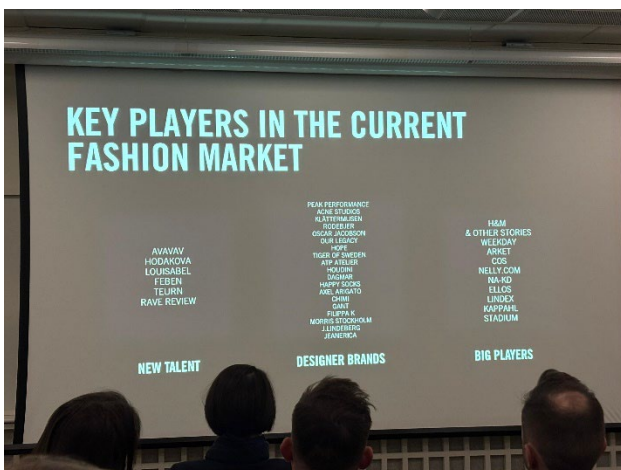 KEY PLAYERS IN THE CURRENT
FASHION MARKET
AVAVAV
HODAKOVA
LOUISABEL
FEBEN
TEURN
RAVE REVIEW
NEW TALENT
PEAK PERFORMANCE
ACNE STUDIOS
KLÄTTERMUSEN
RODEBJER
OSCAR JACOBSON
OUR LEGACY
HOPE
TIGER OF SWEDEN
ATP ATELIER
HOUDINI
DAGMAR
HAPPY SOCKS
AXEL ARIGATO
CHIMI
GANT
FILIPPA K
MORRIS STOCKHOLM
J.LINDEBERG
JEANERICA
DESIGNER BRANDS
H&M
& OTHER STORIES
WEEKDAY
ARKET
COS
NELLY.COM
NA-KD
ELLOS
LINDEX
KAPPAHL
STADIUM
BIG PLAYERS